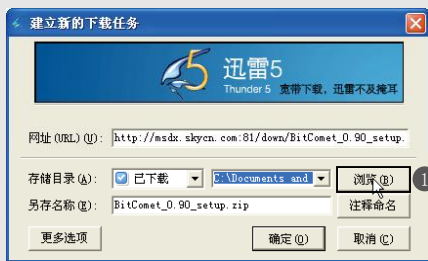 建立新的下载任务
5 迅雷5
Thunder 5 宽带下载，迅雷不及掩耳
网址(URL)(U): http://msdx.skycn.com:81/down/BitComet_0.90_setup.
存储目录(A): 已下载 C:\Documents and 浏览(B) 1
另存名称(E): BitComet_0.90_setup.zip 注释命名
更多选项 确定(O) 取消(C)